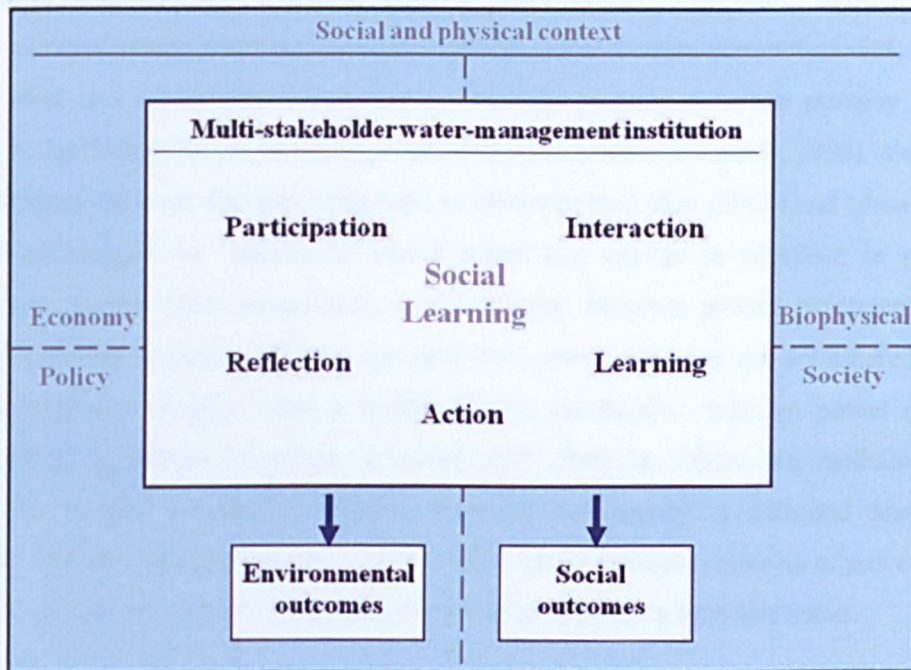 Social and physical context
Multi-stakeholder water-management institution
Participation
Interaction
Social
Learning
Economy
Biophysical
Policy
Society
Reflection
Learning
Action
Environmental
outcomes
Social
outcomes